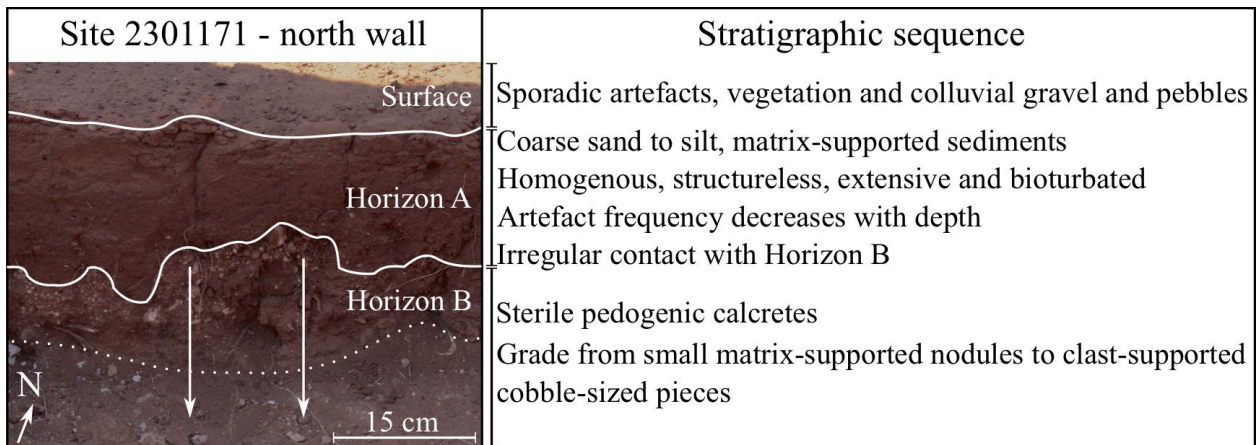 Site 2301171 - north wall
Stratigraphic sequence
Surface
Sporadic artefacts, vegetation and colluvial gravel and pebbles
Horizon A
Coarse sand to silt, matrix-supported sediments
Homogenous, structureless, extensive and bioturbated
Artefact frequency decreases with depth
Irregular contact with Horizon B
Horizon B
Sterile pedogenic calcretes
Grade from small matrix-supported nodules to clast-supported
cobble-sized pieces
N
15 cm